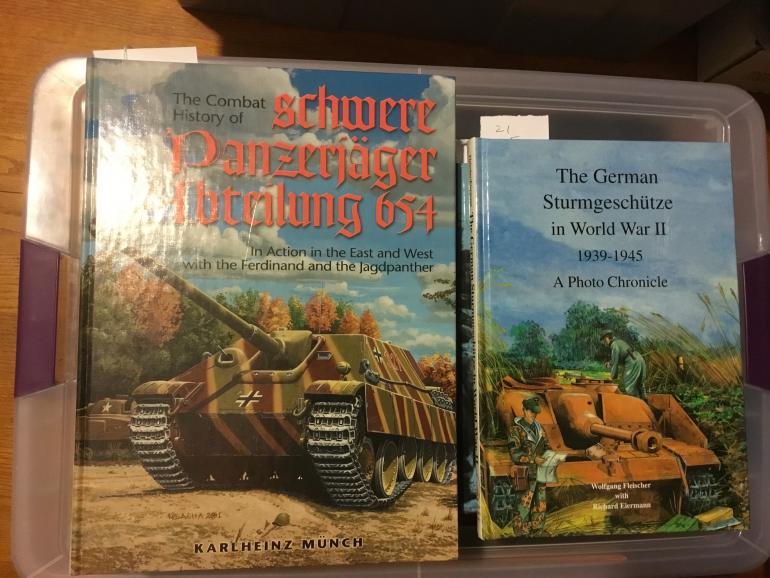 The Combat
History of
schwere
Panzerjäger
Abteilung 654
In Action in the East and West
with the Ferdinand and the Jagdpanther
KARLHEINZ MÜNCH
21
The German
Sturmgeschütze
in World War II
1939-1945
A Photo Chronicle
Wolfgang Fleischer
with
Richard Eiermann